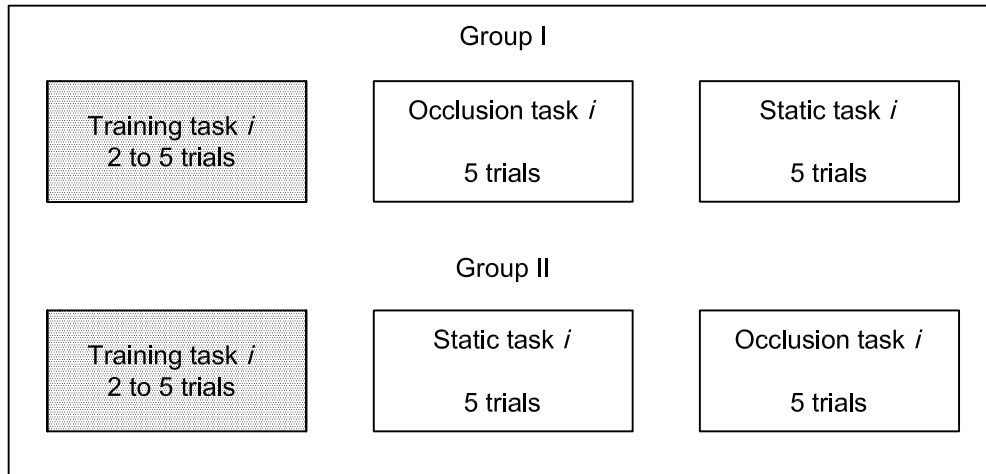 Group I
Training task i
2 to 5 trials
Occlusion task i
5 trials
Static task i
5 trials
Group II
Training task i
2 to 5 trials
Static task i
5 trials
Occlusion task i
5 trials